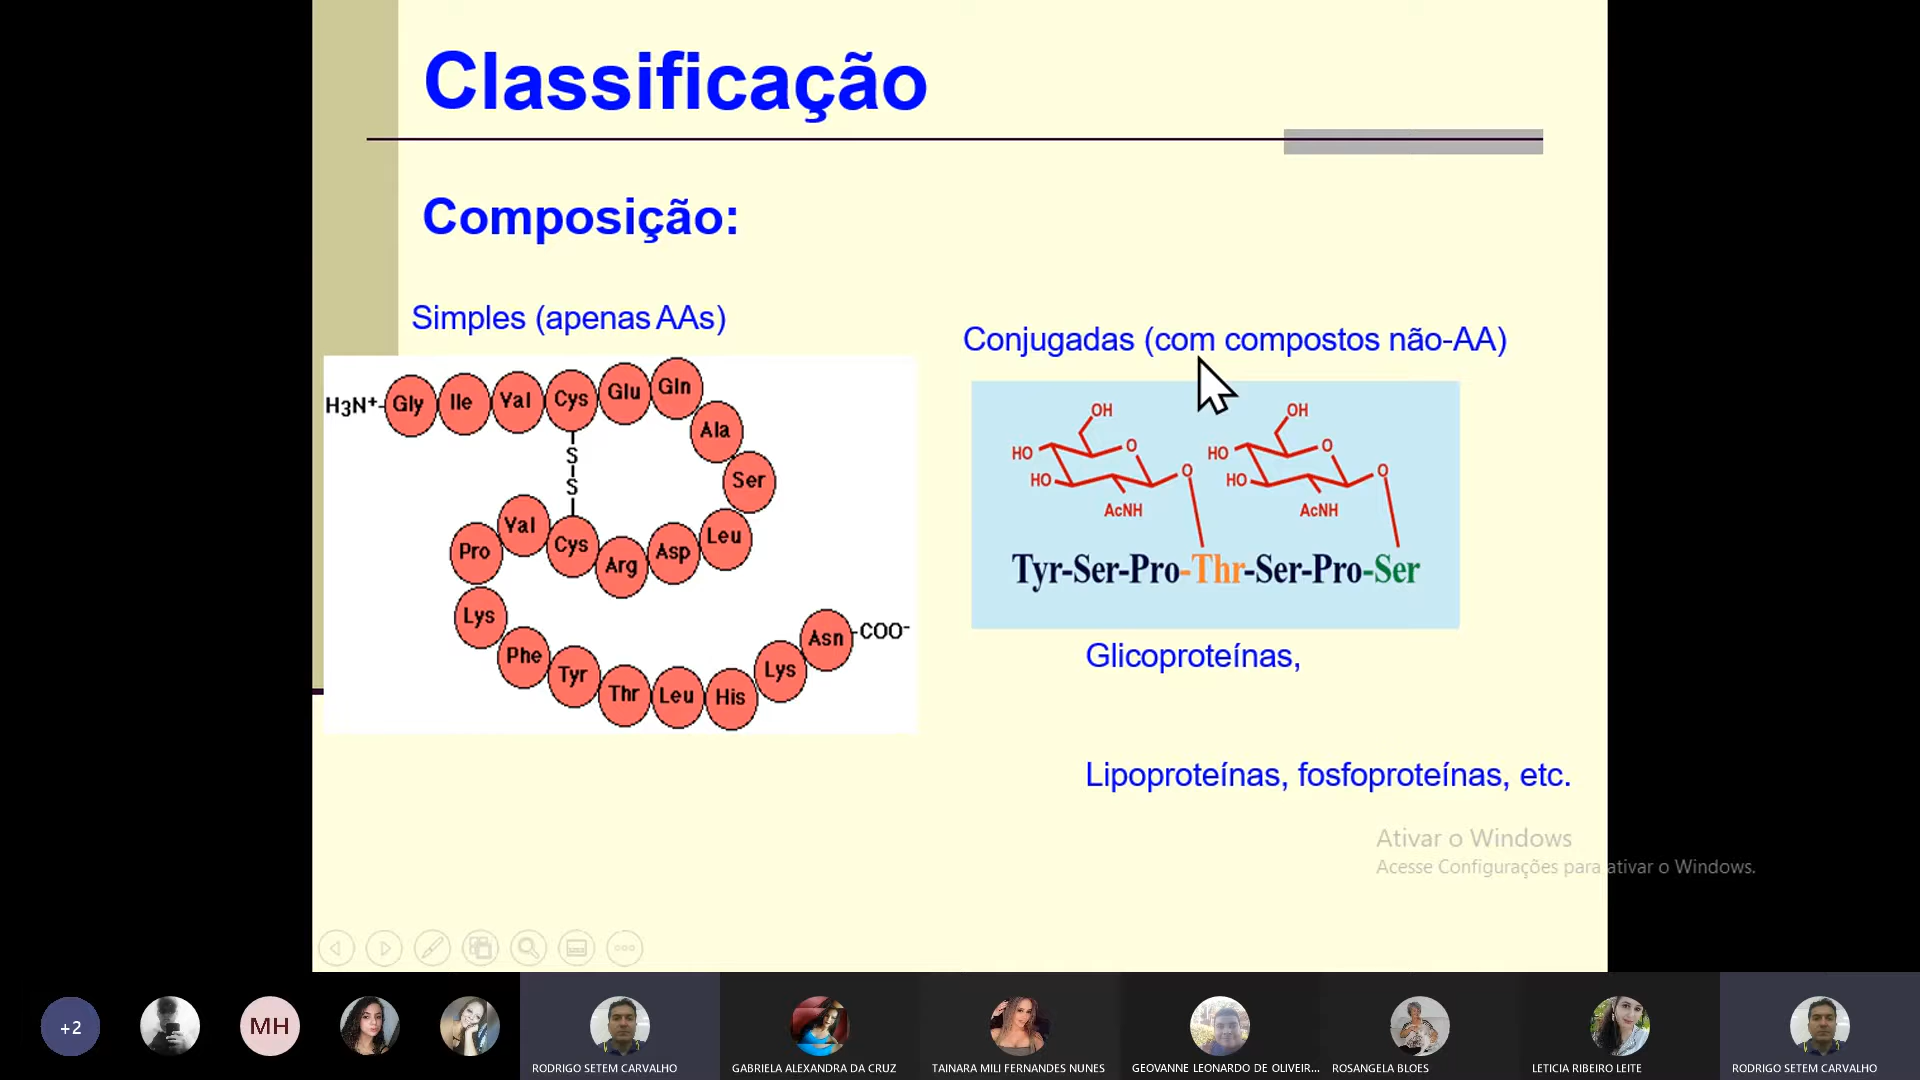 Classificação
Composição:
Simples (apenas AAs)
H3N+ Gly Ile Val Cys Glu Gln
Ala
Ser
Leu
Asp
Arg
Cys
S
S
Val
Pro
Lys
Phe
Tyr
Thr
Leu
His
Lys
Asn COO-
Conjugadas (com compostos não-AA)
OH OH
HO O HO O
HO O HO O
AcNH AcNH
Tyr-Ser-Pro-Thr-Ser-Pro-Ser
Glicoproteínas,
Lipoproteínas, fosfoproteínas, etc.
Ativar o Windows
Acesse Configurações para ativar o Windows.
+2
MH
RODRIGO SETEM CARVALHO
GABRIELA ALEXANDRA DA CRUZ
TAINARA MILI FERNANDES NUNES
GEOVANNE LEONARDO DE OLIVEIR...
ROSANGELA BLOES
LETICIA RIBEIRO LEITE
RODRIGO SETEM CARVALHO